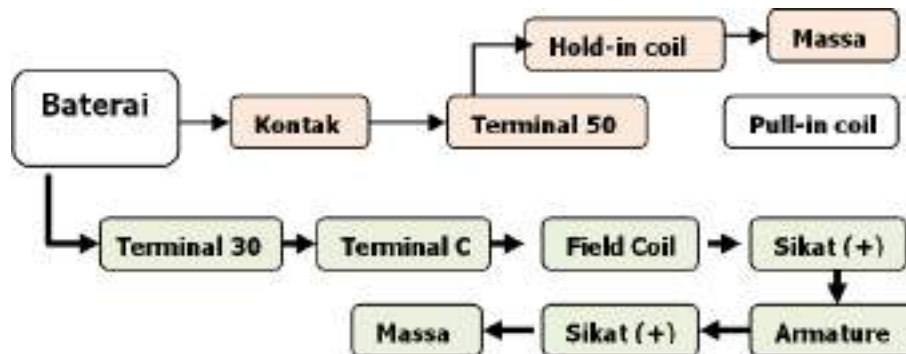 Hold-in coil
Massa
Baterai
Kontak
Terminal 50
Pull-in coil
Terminal 30
Terminal C
Field Coil
Sikat (+)
Massa
Sikat (+)
Armature